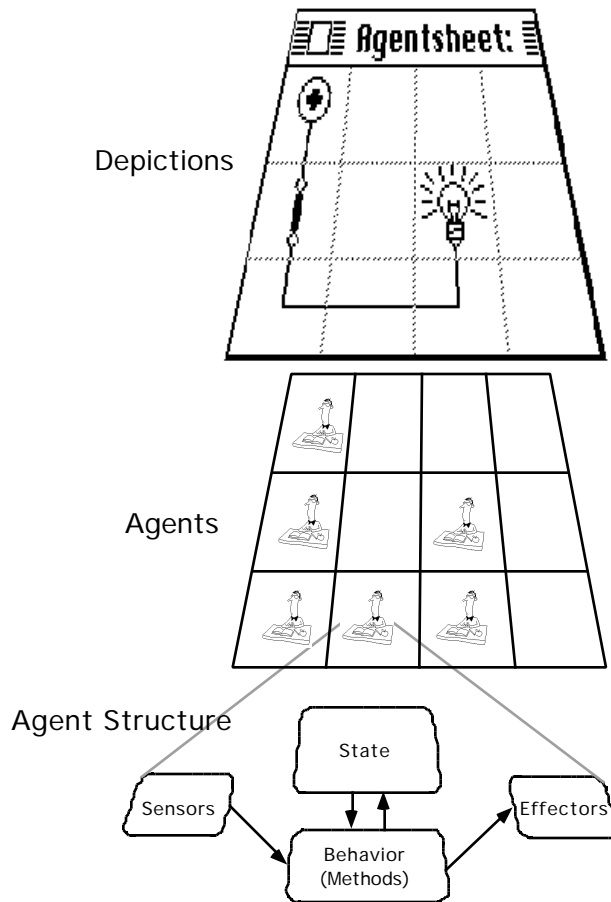 Agentsheet:
Depictions
Agents
Agent Structure
State
Sensors
Effectors
Behavior
(Methods)